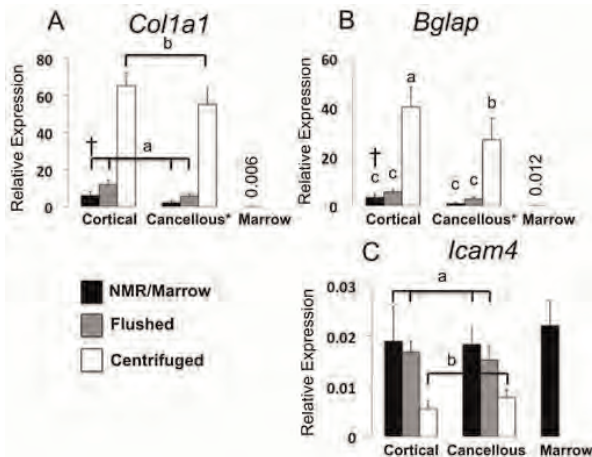 A Col1a1
b
Relative Expression
80
60
40
20
0
†
a
0.006
Cortical Cancellous* Marrow
B Bglap
Relative Expression
60
40
20
0
†
c c a
c c b
0.012
Cortical Cancellous* Marrow
NMR/Marrow
Flushed
Centrifuged
C Icam4
Relative Expression
0.03
0.02
0.01
0
a
b
Cortical Cancellous Marrow